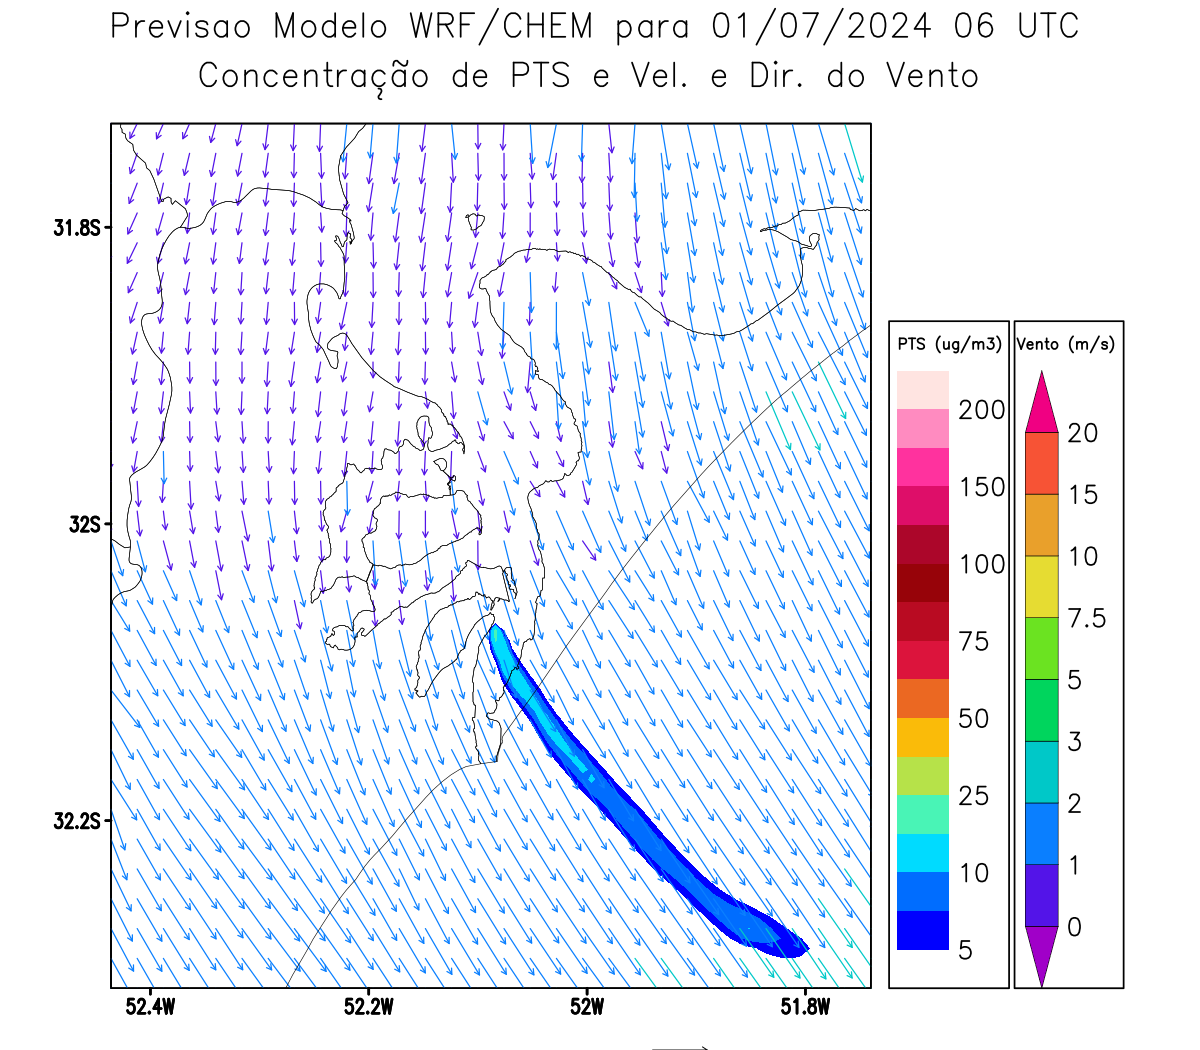 Previsao Modelo WRF/CHEM para 01/07/2024 06 UTC
Concentração de PTS e Vel. e Dir. do Vento
31.8S
32S
32.2S
52.4W
52.2W
52W
51.8W
PTS (ug/m3)
200
150
100
75
50
25
10
5
Vento (m/s)
20
15
10
7.5
5
3
2
1
0